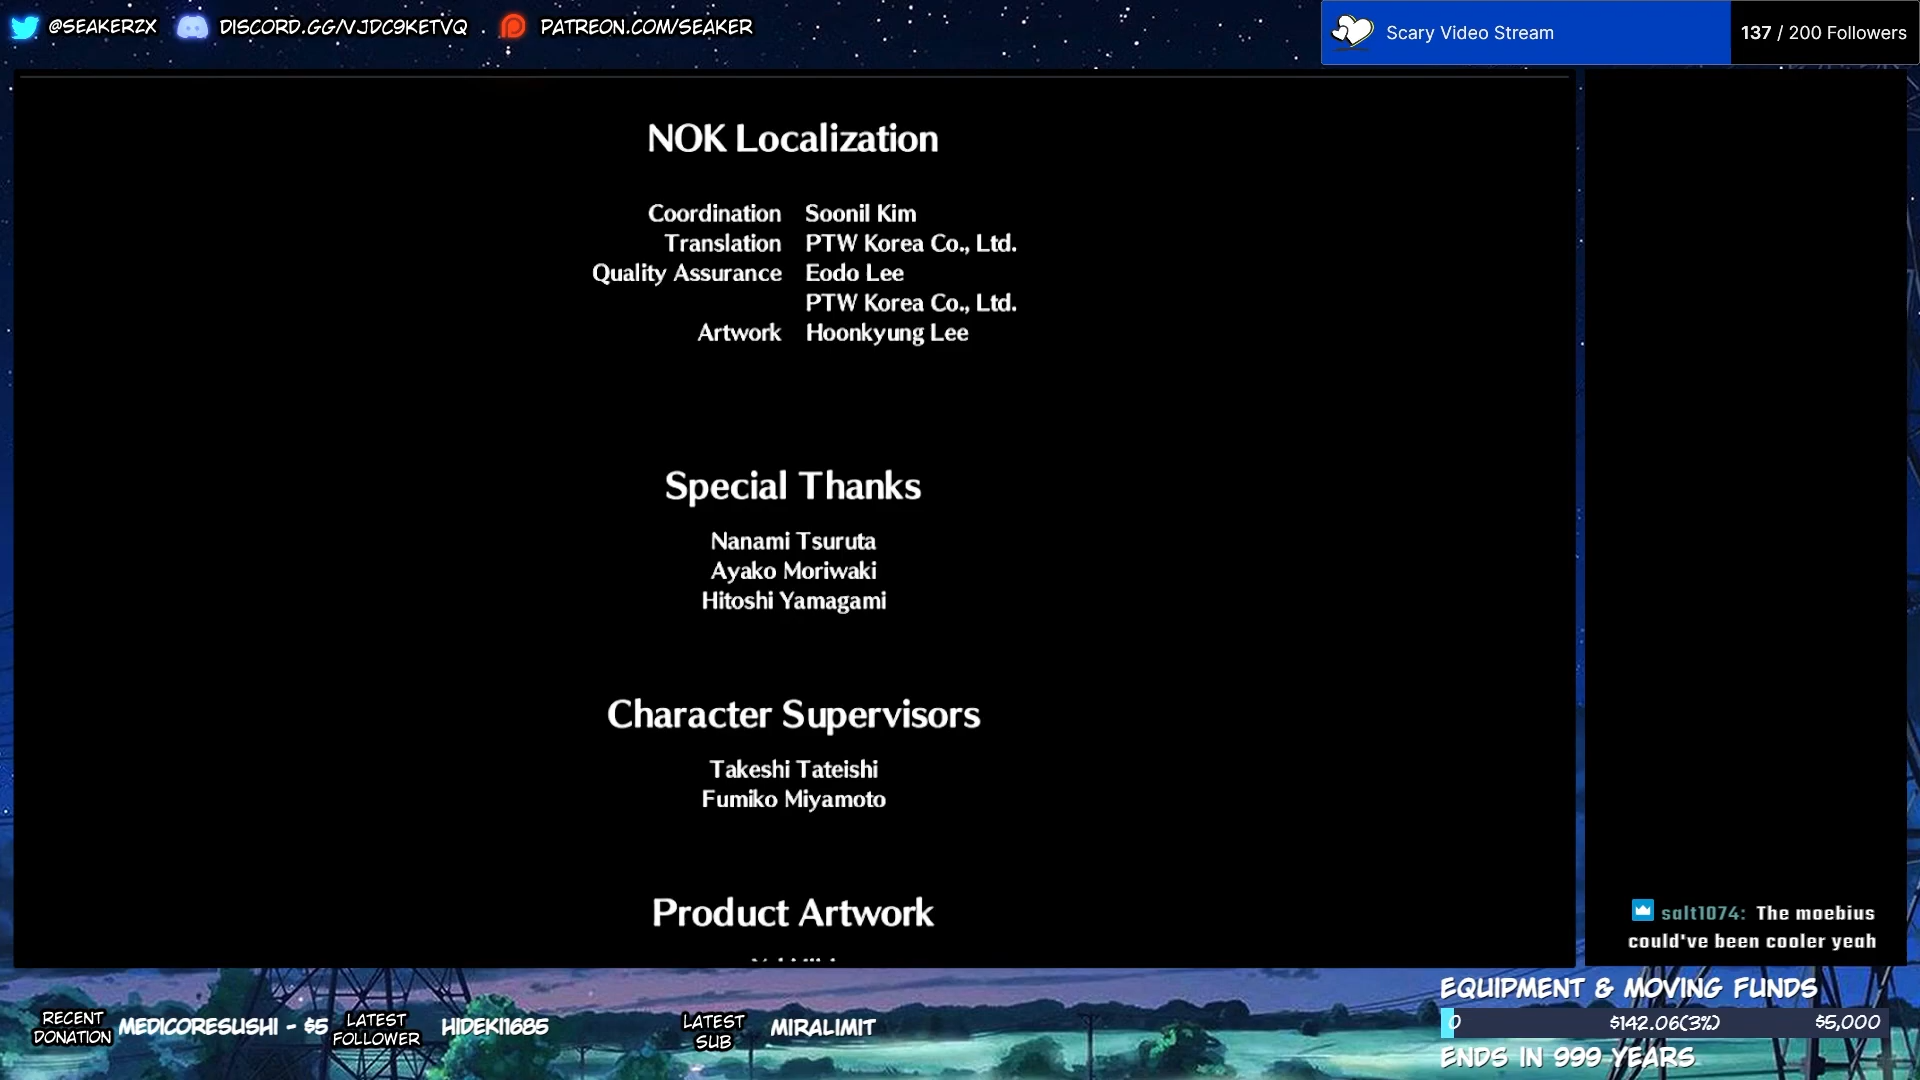 @SEAKERZX DISCORD.GG/VJDC9KETVQ PATREON.COM/SEAKER
Scary Video Stream 137 / 200 Followers
NOK Localization
Coordination Soonil Kim
Translation PTW Korea Co., Ltd.
Quality Assurance Eodo Lee
PTW Korea Co., Ltd.
Artwork Hoonkyung Lee
Special Thanks
Nanami Tsuruta
Ayako Moriwaki
Hitoshi Yamagami
Character Supervisors
Takeshi Tateishi
Fumiko Miyamoto
Product Artwork
salt1074: The moebius
could've been cooler yeah
RECENT DONATION MEDICORESUSHI - $5
LATEST FOLLOWER HIDEKI1685
LATEST SUB MIRALIMIT
EQUIPMENT & MOVING FUNDS
0 $142.06(3%) $5,000
ENDS IN 999 YEARS